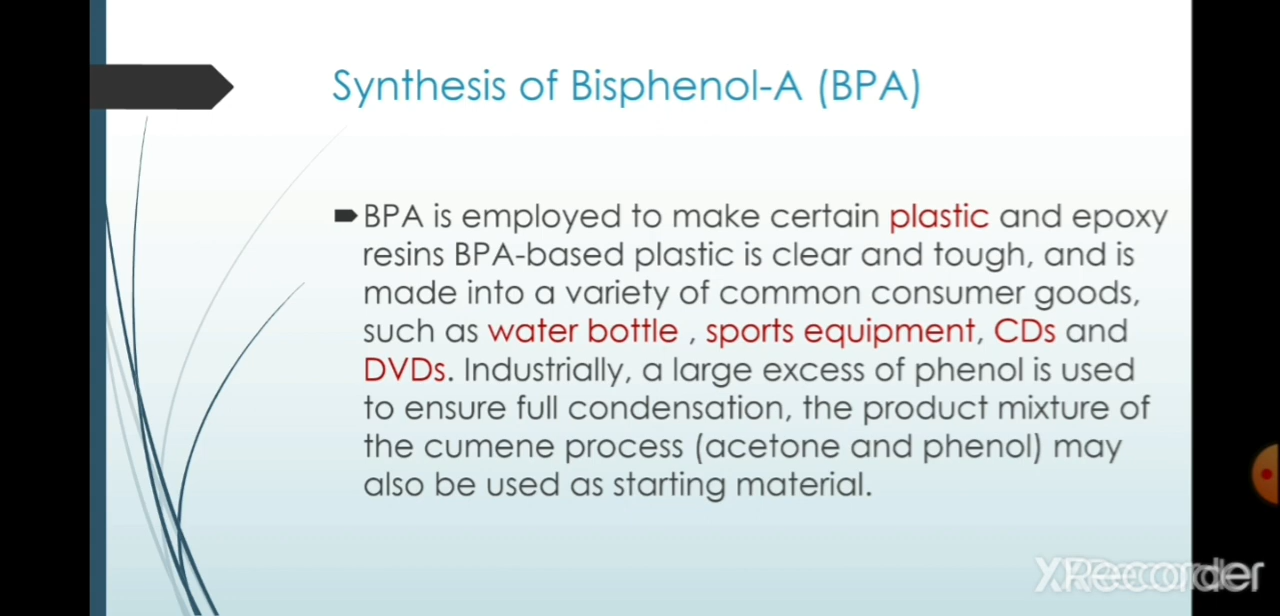 Synthesis of Bisphenol-A (BPA)
BPA is employed to make certain plastic and epoxy
resins BPA-based plastic is clear and tough, and is
made into a variety of common consumer goods,
such as water bottle , sports equipment, CDs and
DVDs. Industrially, a large excess of phenol is used
to ensure full condensation, the product mixture of
the cumene process (acetone and phenol) may
also be used as starting material.
XRecorder